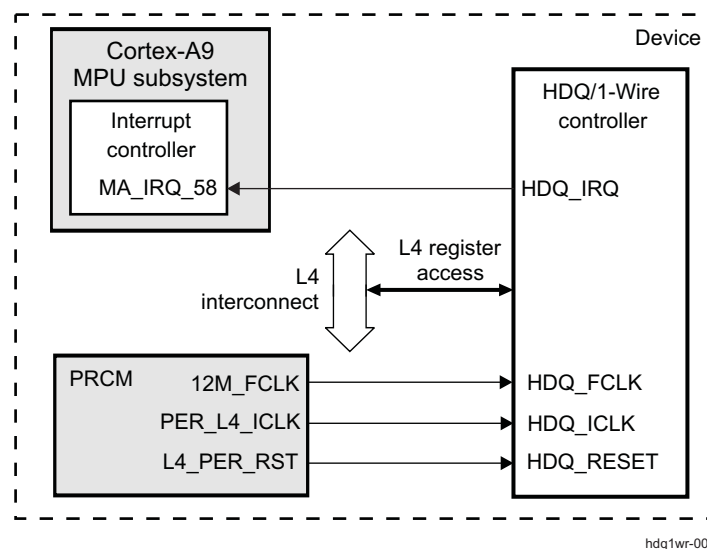 Device
Cortex-A9
MPU subsystem
Interrupt
controller
MA_IRQ_58
HDQ/1-Wire
controller
HDQ_IRQ
L4
interconnect
L4 register
access
PRCM
12M_FCLK
PER_L4_ICLK
L4_PER_RST
HDQ_FCLK
HDQ_ICLK
HDQ_RESET
hdq1wr-00